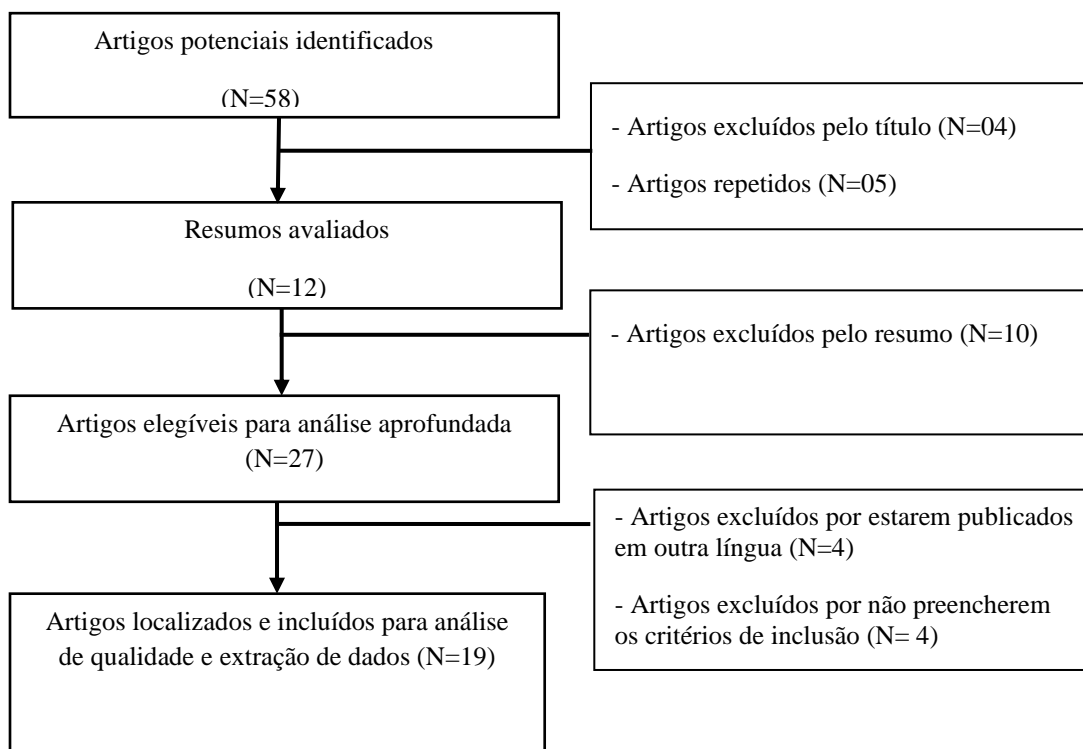 Artigos potenciais identificados
(N=58)
- Artigos excluídos pelo título (N=04)
- Artigos repetidos (N=05)
Resumos avaliados
(N=12)
- Artigos excluídos pelo resumo (N=10)
Artigos elegíveis para análise aprofundada
(N=27)
- Artigos excluídos por estarem publicados
em outra língua (N=4)
- Artigos excluídos por não preencherem
os critérios de inclusão (N= 4)
Artigos localizados e incluídos para análise
de qualidade e extração de dados (N=19)